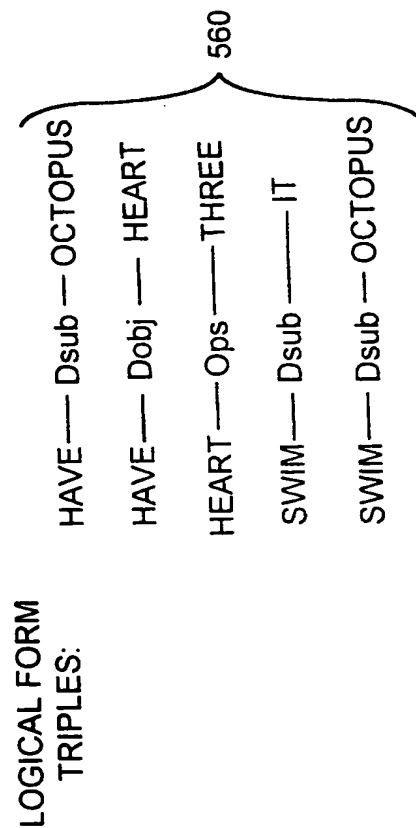 LOGICAL FORM
TRIPLES:
HAVE — Dsub — OCTOPUS
HAVE — Dobj — HEART
HEART — Ops — THREE
SWIM — Dsub — IT
SWIM — Dsub — OCTOPUS
560